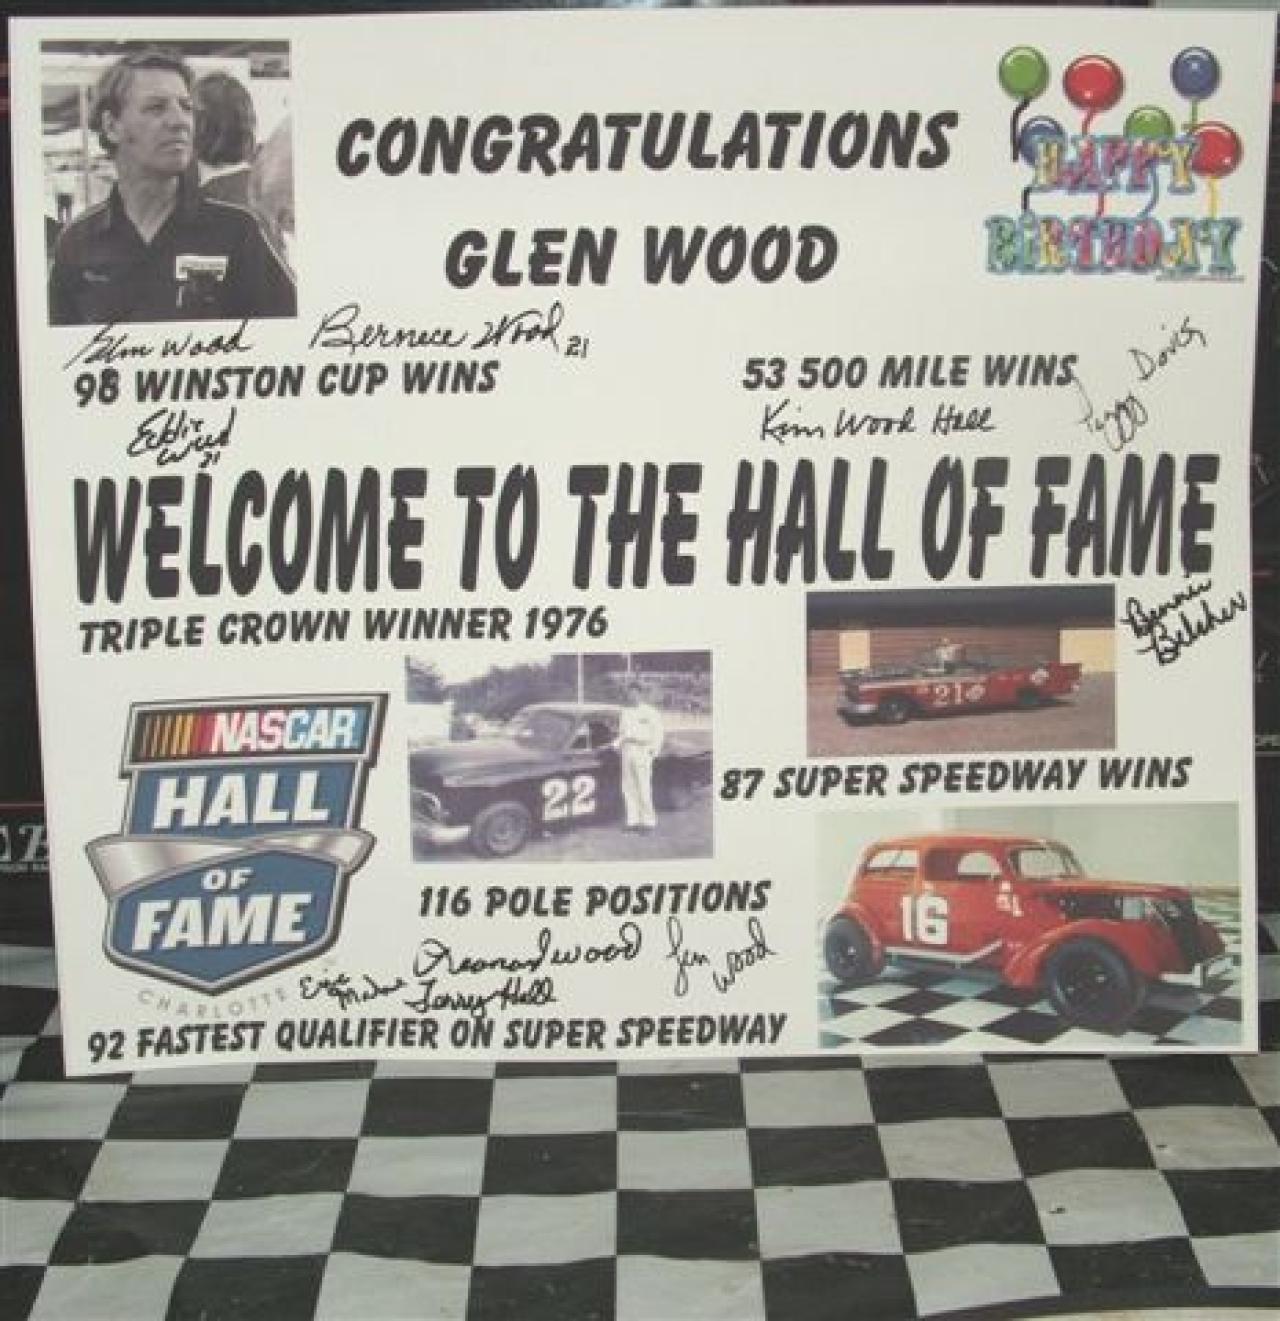 CONGRATULATIONS
HAPPY
BIRTHDAY
GLEN WOOD
Glen Wood Bernece Wood 21
98 WINSTON CUP WINS
53 500 MILE WINS
Eddie
Wood
21
Kim Wood Hall
Davis
WELCOME TO THE HALL OF FAME
TRIPLE CROWN WINNER 1976
Bennie
Belcher
21
NASCAR
HALL
OF
FAME
CHARLOTTE
22
87 SUPER SPEEDWAY WINS
16
116 POLE POSITIONS
Leonard Wood
Len
Wood
Terry Hall
92 FASTEST QUALIFIER ON SUPER SPEEDWAY